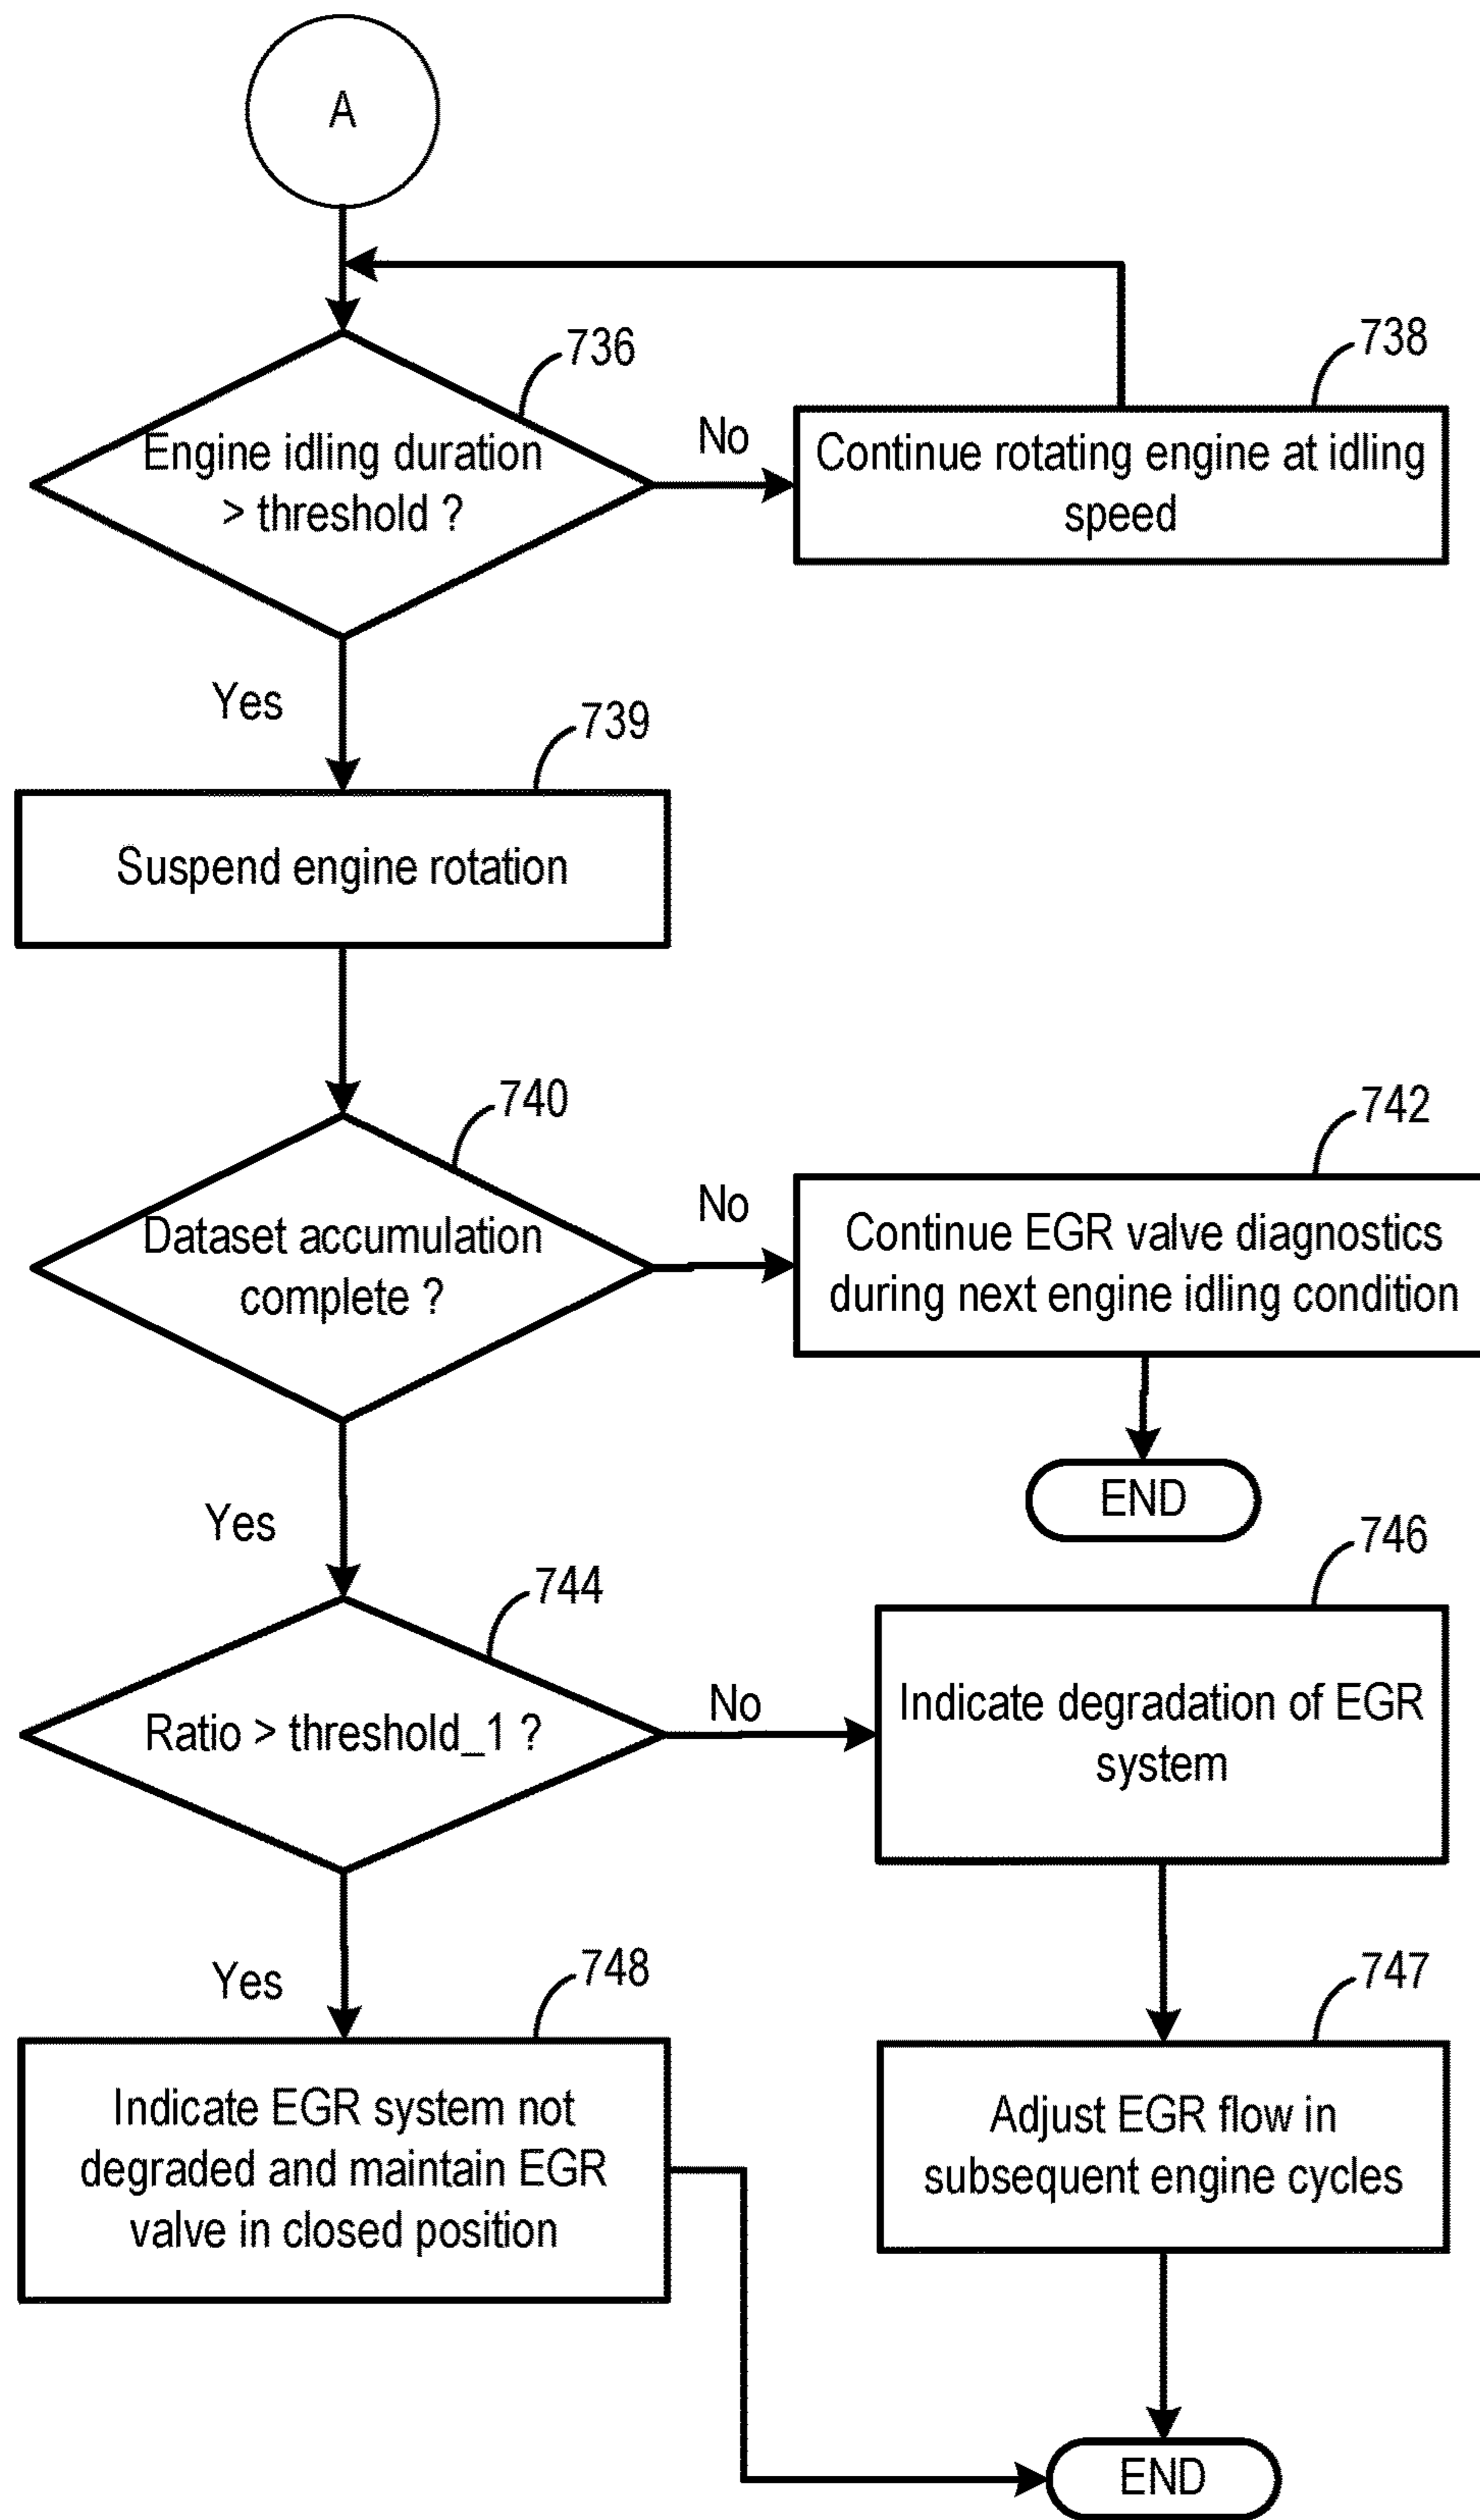 A
736
Engine idling duration
> threshold ?
No
738
Continue rotating engine at idling
speed
Yes
739
Suspend engine rotation
740
Dataset accumulation
complete ?
No
742
Continue EGR valve diagnostics
during next engine idling condition
END
Yes
744
Ratio > threshold_1 ?
No
746
Indicate degradation of EGR
system
Yes
748
Indicate EGR system not
degraded and maintain EGR
valve in closed position
747
Adjust EGR flow in
subsequent engine cycles
END